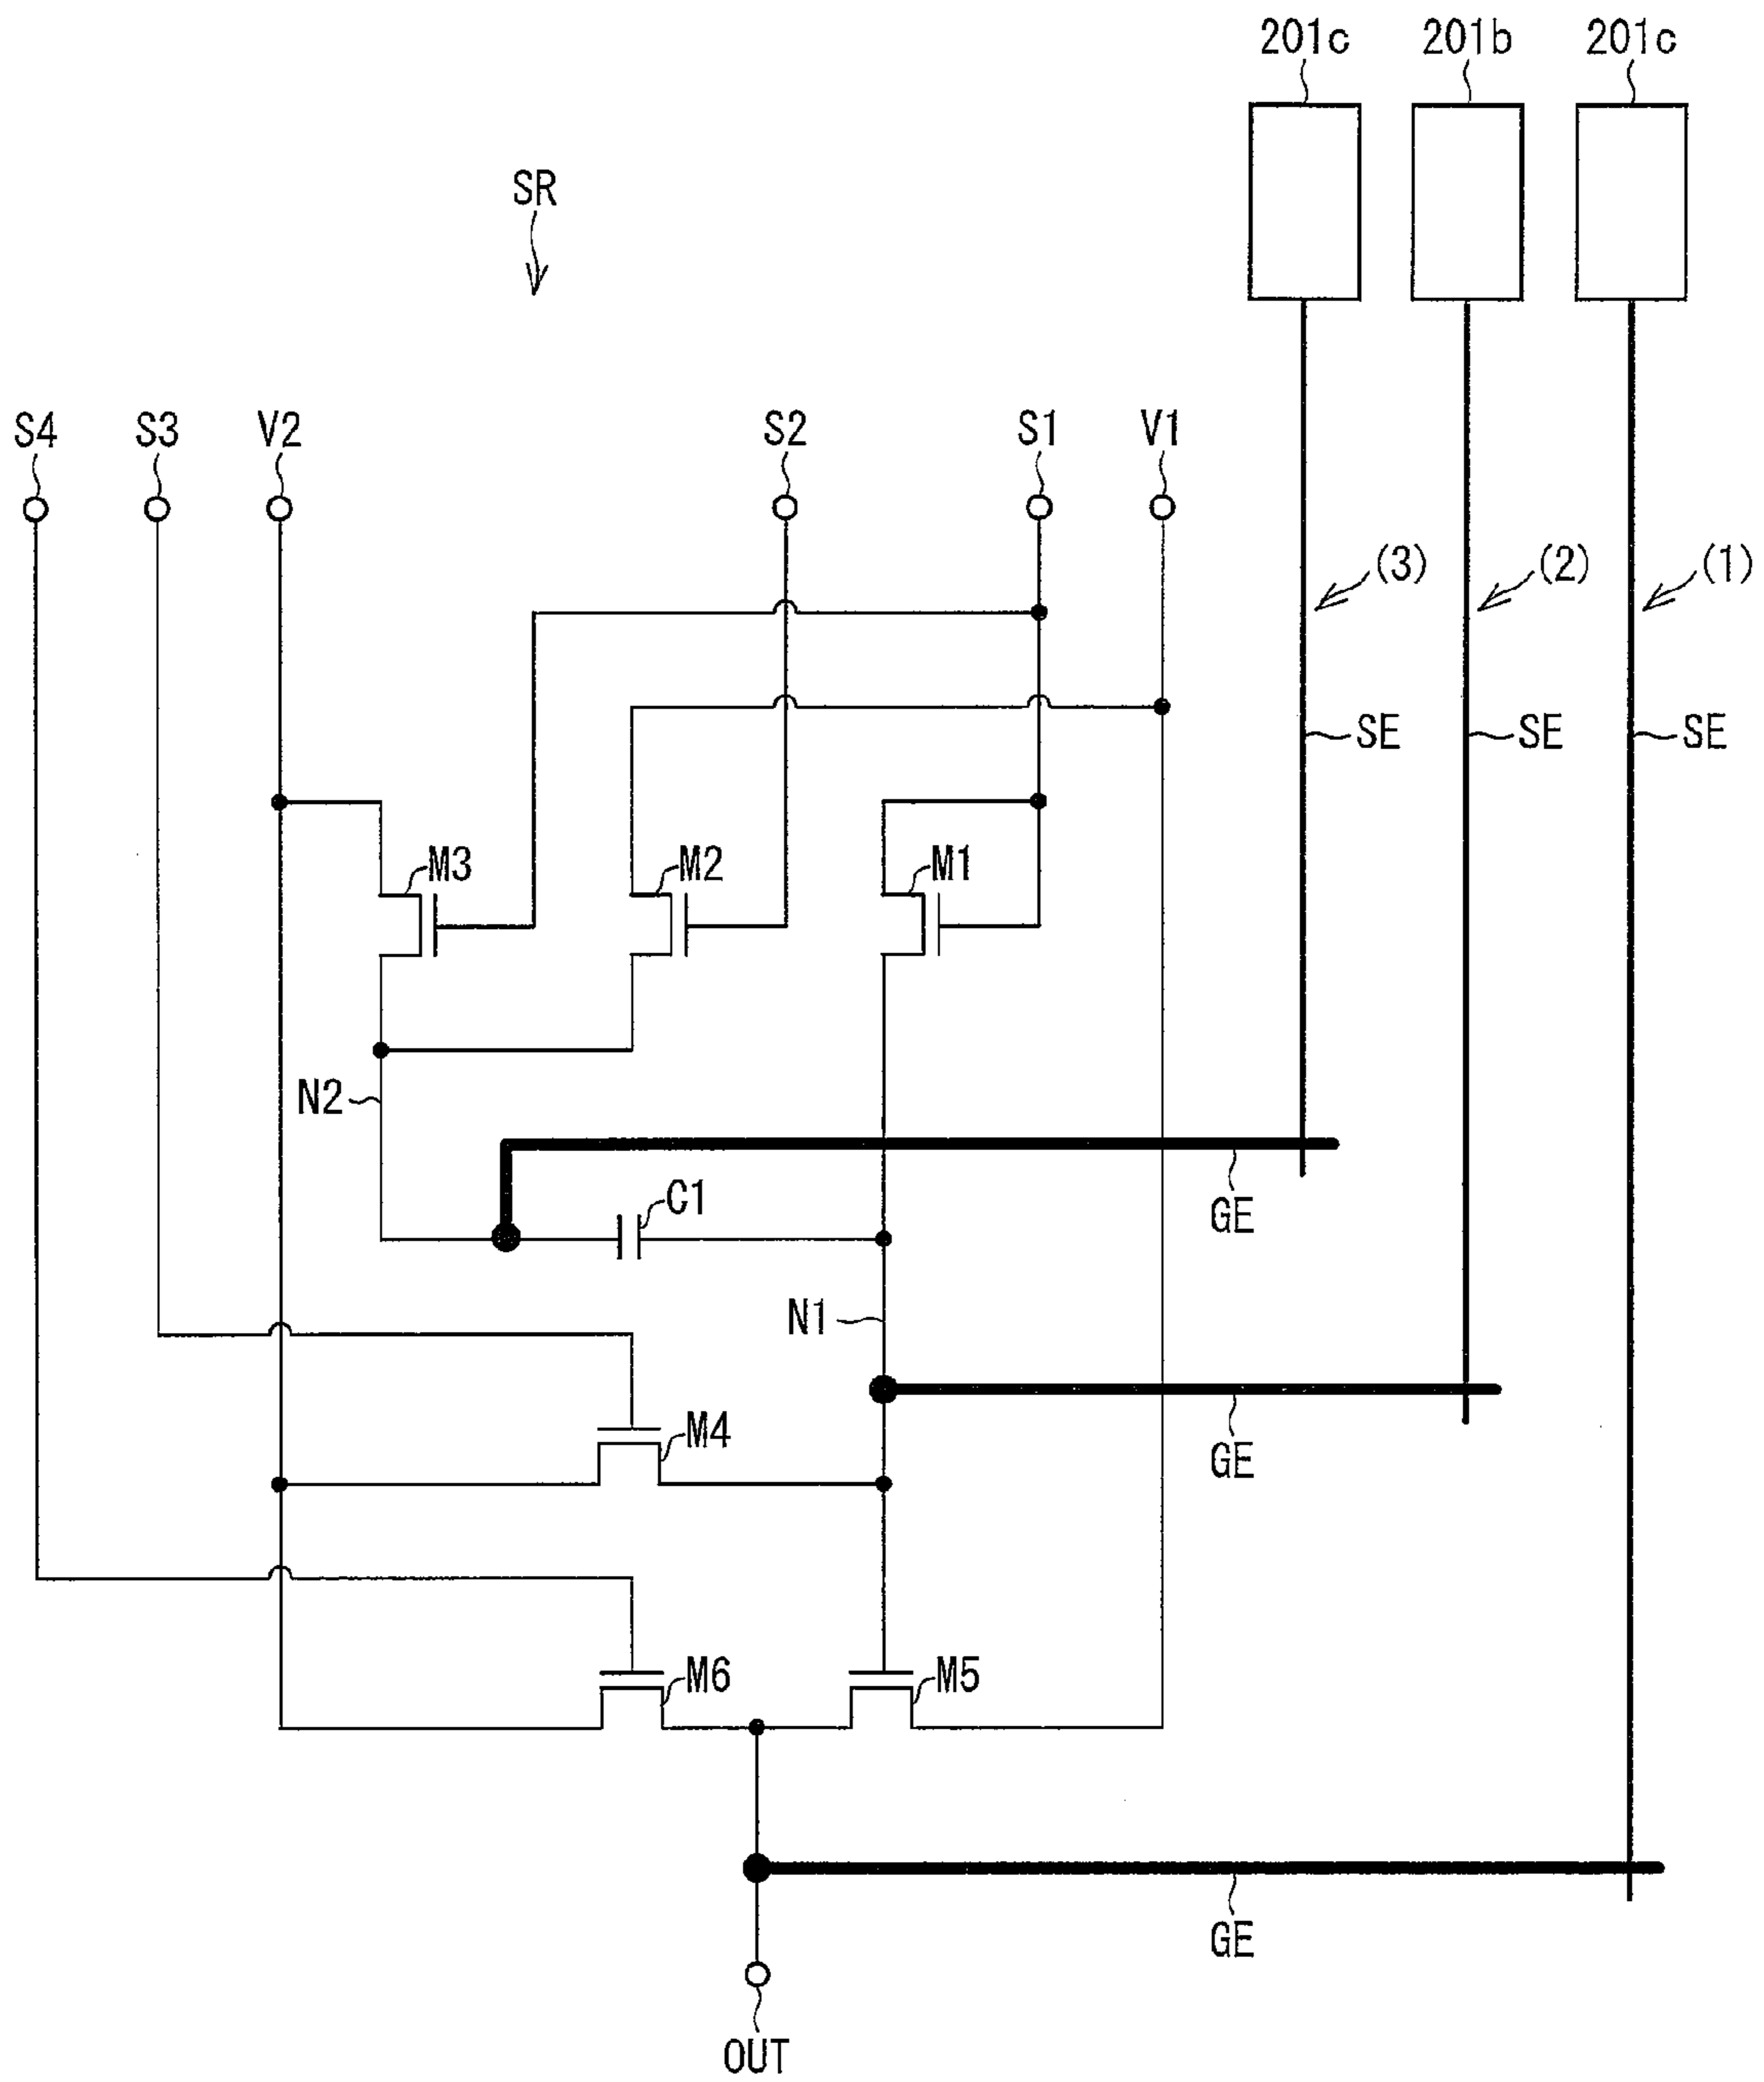 201c 201b 201c
SR
S4 S3 V2 S2 S1 V1
(3) (2) (1)
SE SE SE
M3 M2 M1
N2
C1 GE
N1
M4 GE
M6 M5
GE
OUT